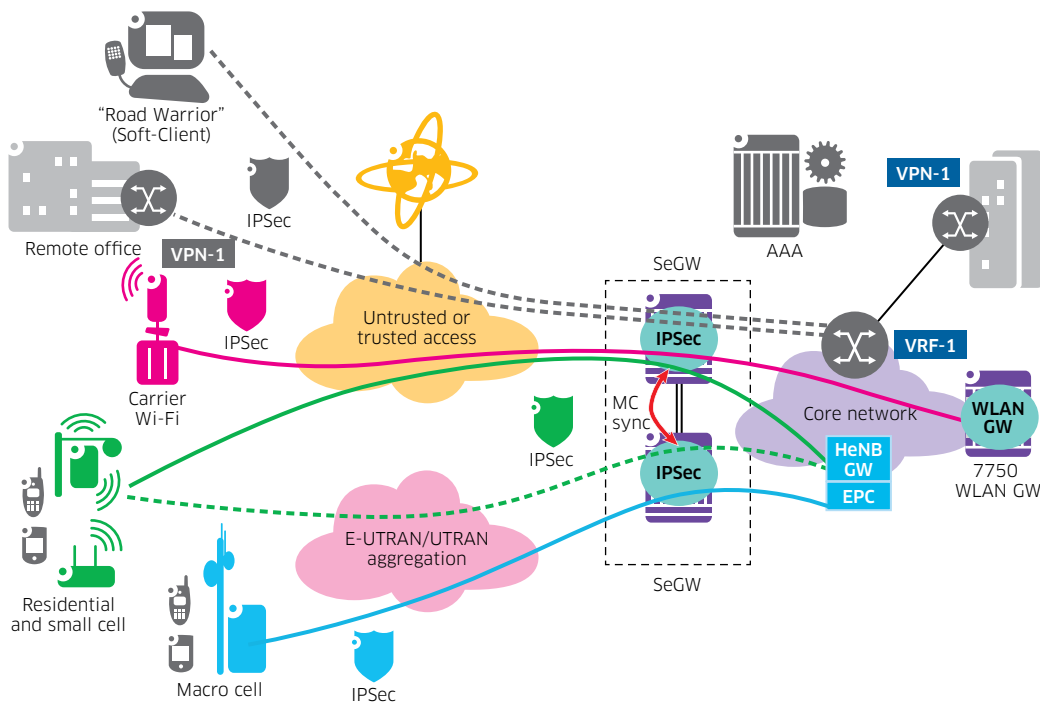 "Road Warrior"
(Soft-Client)
IPSec
Remote office
VPN-1
IPSec
Carrier
Wi-Fi
Untrusted or
trusted access
SeGW
IPSec
MC
sync
IPSec
SeGW
AAA
VPN-1
VRF-1
Core network
WLAN
GW
7750
WLAN GW
HeNB
GW
EPC
IPSec
E-UTRAN/UTRAN
aggregation
Residential
and small cell
Macro cell
IPSec